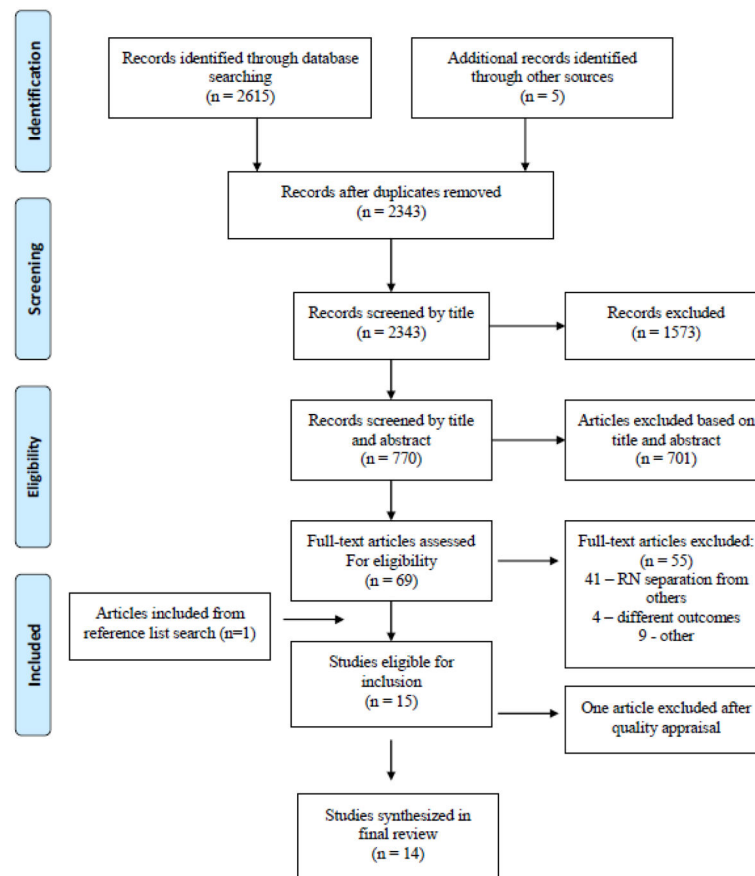 Identification
Records identified through database
searching
(n = 2615)
Additional records identified
through other sources
(n = 5)
Records after duplicates removed
(n = 2343)
Screening
Records screened by title
(n = 2343)
Records excluded
(n = 1573)
Eligibility
Records screened by title
and abstract
(n = 770)
Articles excluded based on
title and abstract
(n = 701)
Full-text articles assessed
For eligibility
(n = 69)
Full-text articles excluded:
(n = 55)
41 – RN separation from
others
4 – different outcomes
9 - other
Included
Articles included from
reference list search (n=1)
Studies eligible for
inclusion
(n = 15)
One article excluded after
quality appraisal
Studies synthesized in
final review
(n = 14)